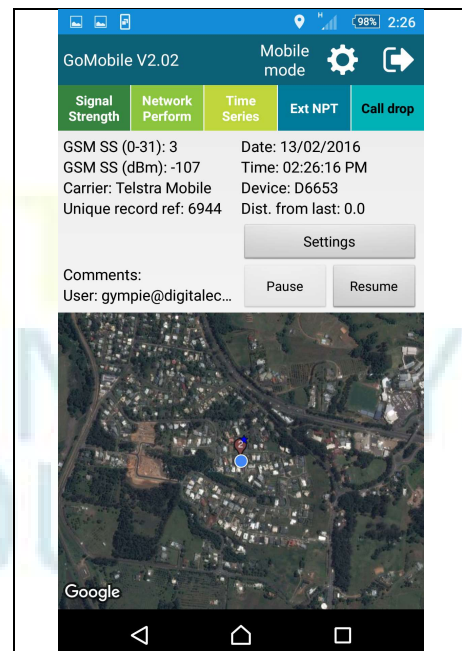 H 98% 2:26
GoMobile V2.02
Mobile mode
Signal Strength
Network Perform
Time Series
Ext NPT
Call drop
GSM SS (0-31): 3
GSM SS (dBm): -107
Carrier: Telstra Mobile
Unique record ref: 6944
Date: 13/02/2016
Time: 02:26:16 PM
Device: D6653
Dist. from last: 0.0
Settings
Comments:
User: gympie@digitalec...
Pause
Resume
2
Google